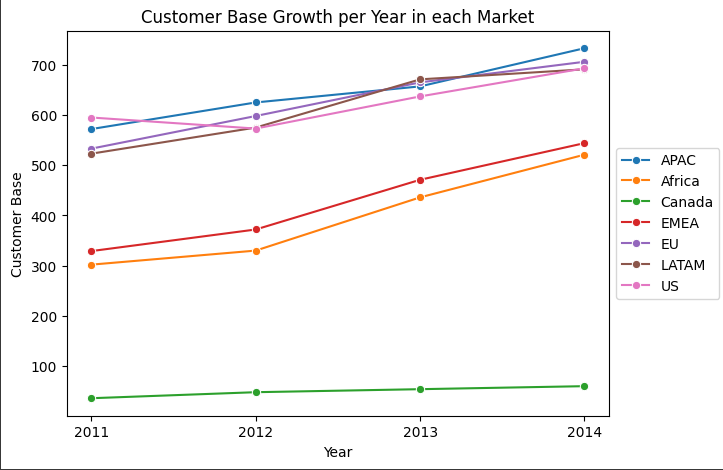 Customer Base Growth per Year in each Market
Customer Base
700
600
500
400
300
200
100
2011
2012
2013
2014
Year
APAC
Africa
Canada
EMEA
EU
LATAM
US